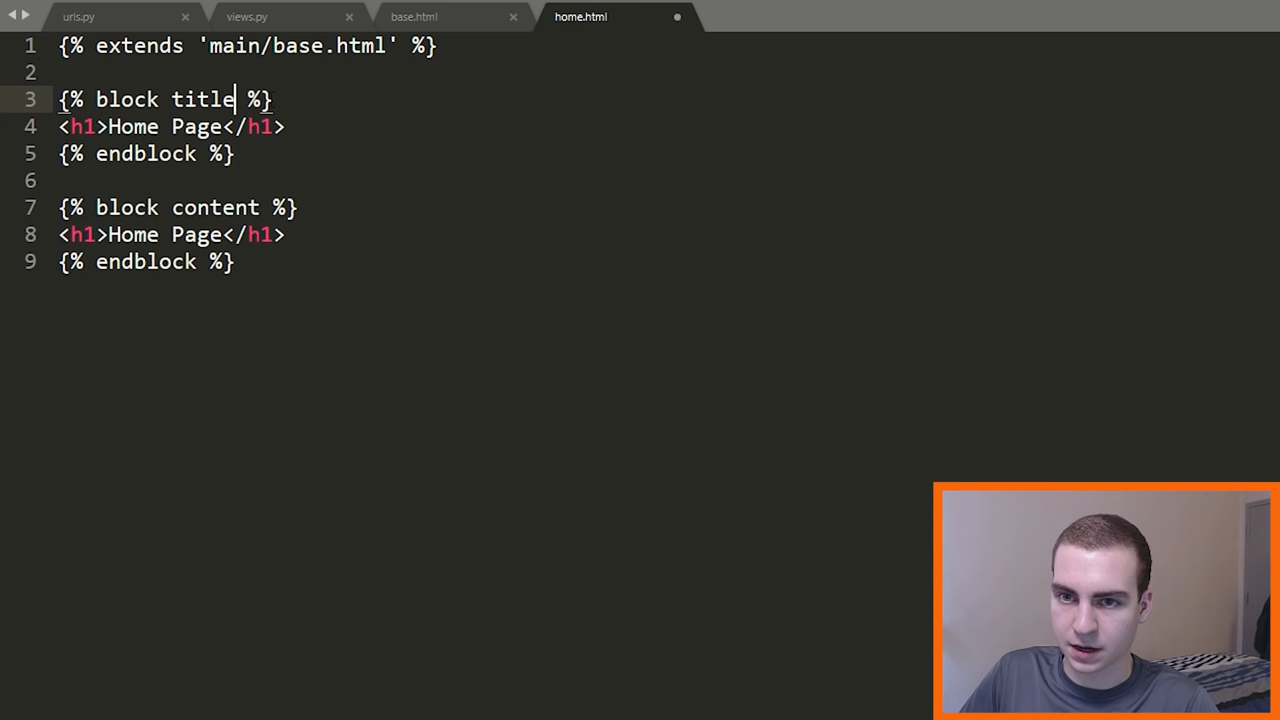 urls.py
views.py
base.html
home.html
1 {% extends 'main/base.html' %}
2
3 {% block title %}
4 <h1>Home Page</h1>
5 {% endblock %}
6
7 {% block content %}
8 <h1>Home Page</h1>
9 {% endblock %}